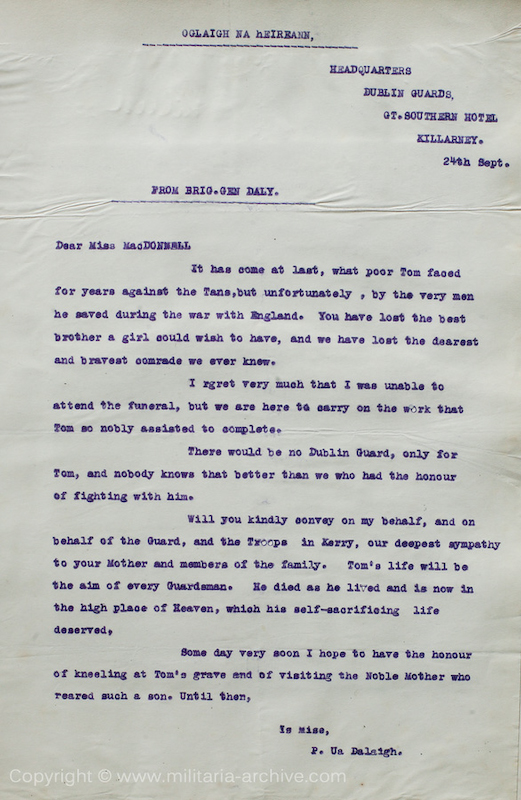 OGLAIGH NA hEIREANN,
HEADQUARTERS
DUBLIN GUARDS,
GT.SOUTHERN HOTEL
KILLARNEY.
24th Sept.
FROM BRIG.GEN DALY.
Dear Miss MacDONNELL
It has come at last, what poor Tom faced
for years against the Tans,but unfortunately , by the very men
he saved during the war with England. You have lost the best
brother a girl could wish to have, and we have lost the dearest
and bravest comrade we ever knew.
I rgret very much that I was unable to
attend the funeral, but we are here to carry on the work that
Tom so nobly assisted to complete.
There would be no Dublin Guard, only for
Tom, and nobody knows that better than we who had the honour
of fighting with him.
Will you kindly convey on my behalf, and on
behalf of the Guard, and the Troops in Kerry, our deepest sympathy
to your Mother and members of the family. Tom's life will be
the aim of every Guardsman. He died as he lived and is now in
the high place of Heaven, which his self-sacrificing life
deserved,
Some day very soon I hope to have the honour
of kneeling at Tom's grave and of visiting the Noble Mother who
reared such a son. Until then,
Is mise,
P. Ua Dalaigh.
Copyright © www.militaria-archive.com